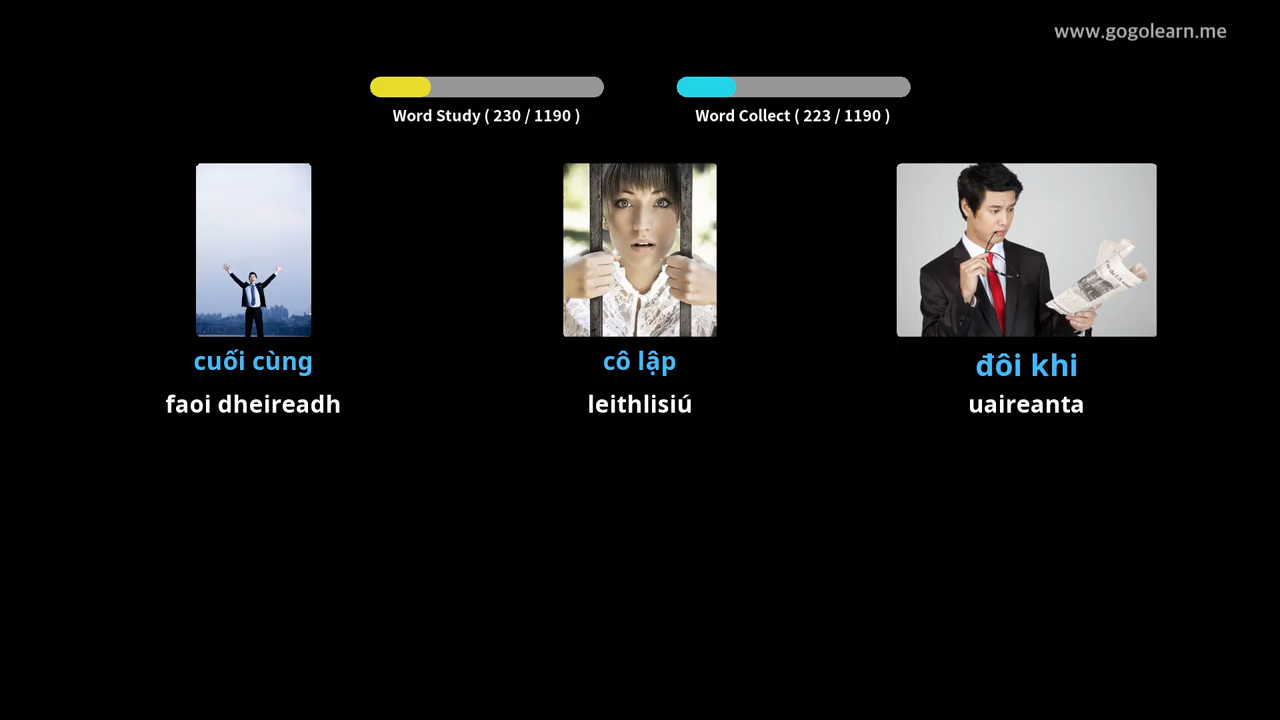 www.gogolearn.me
Word Study ( 230 / 1190 )
Word Collect ( 223 / 1190 )
cuối cùng
faoi dheireadh
cô lập
leithlisiú
đôi khi
uaireanta